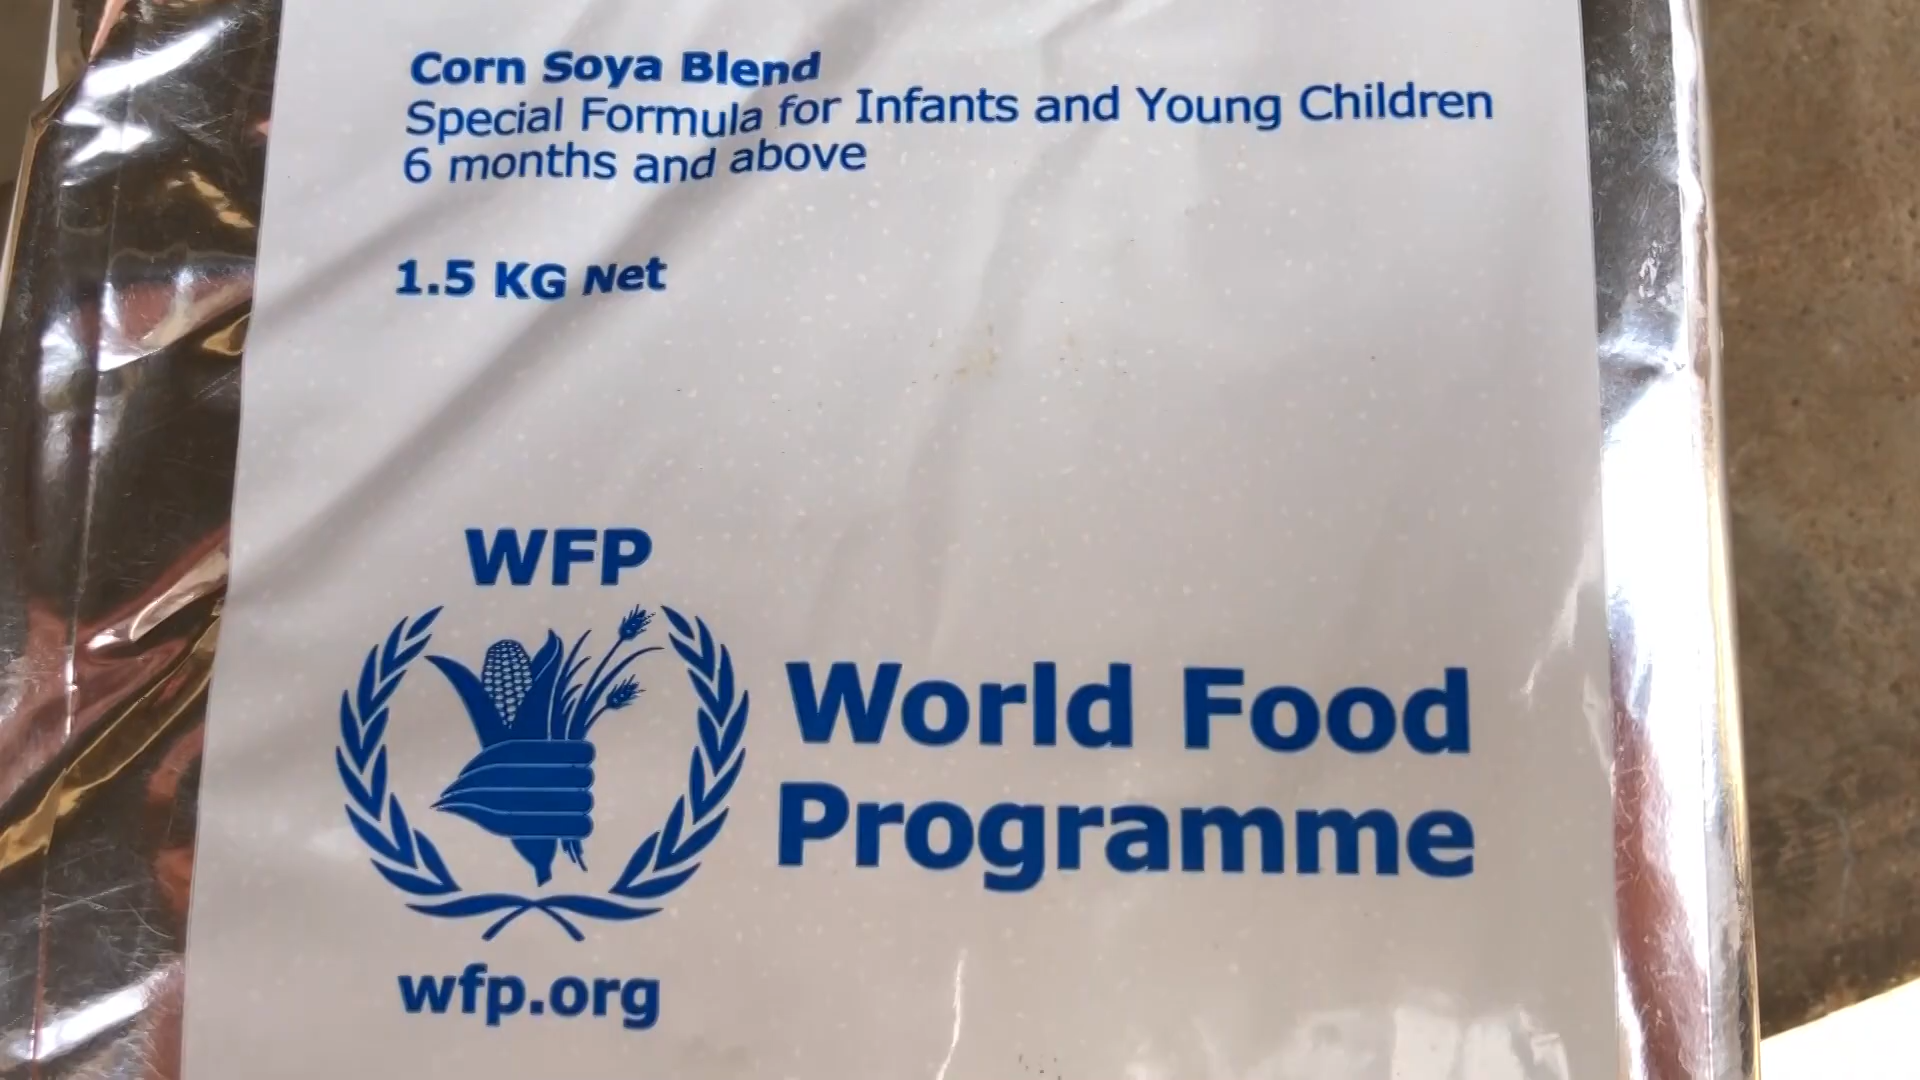 Corn Soya Blend
Special Formula for Infants and Young Children
6 months and above
1.5 KG Net
WFP
World Food
Programme
wfp.org